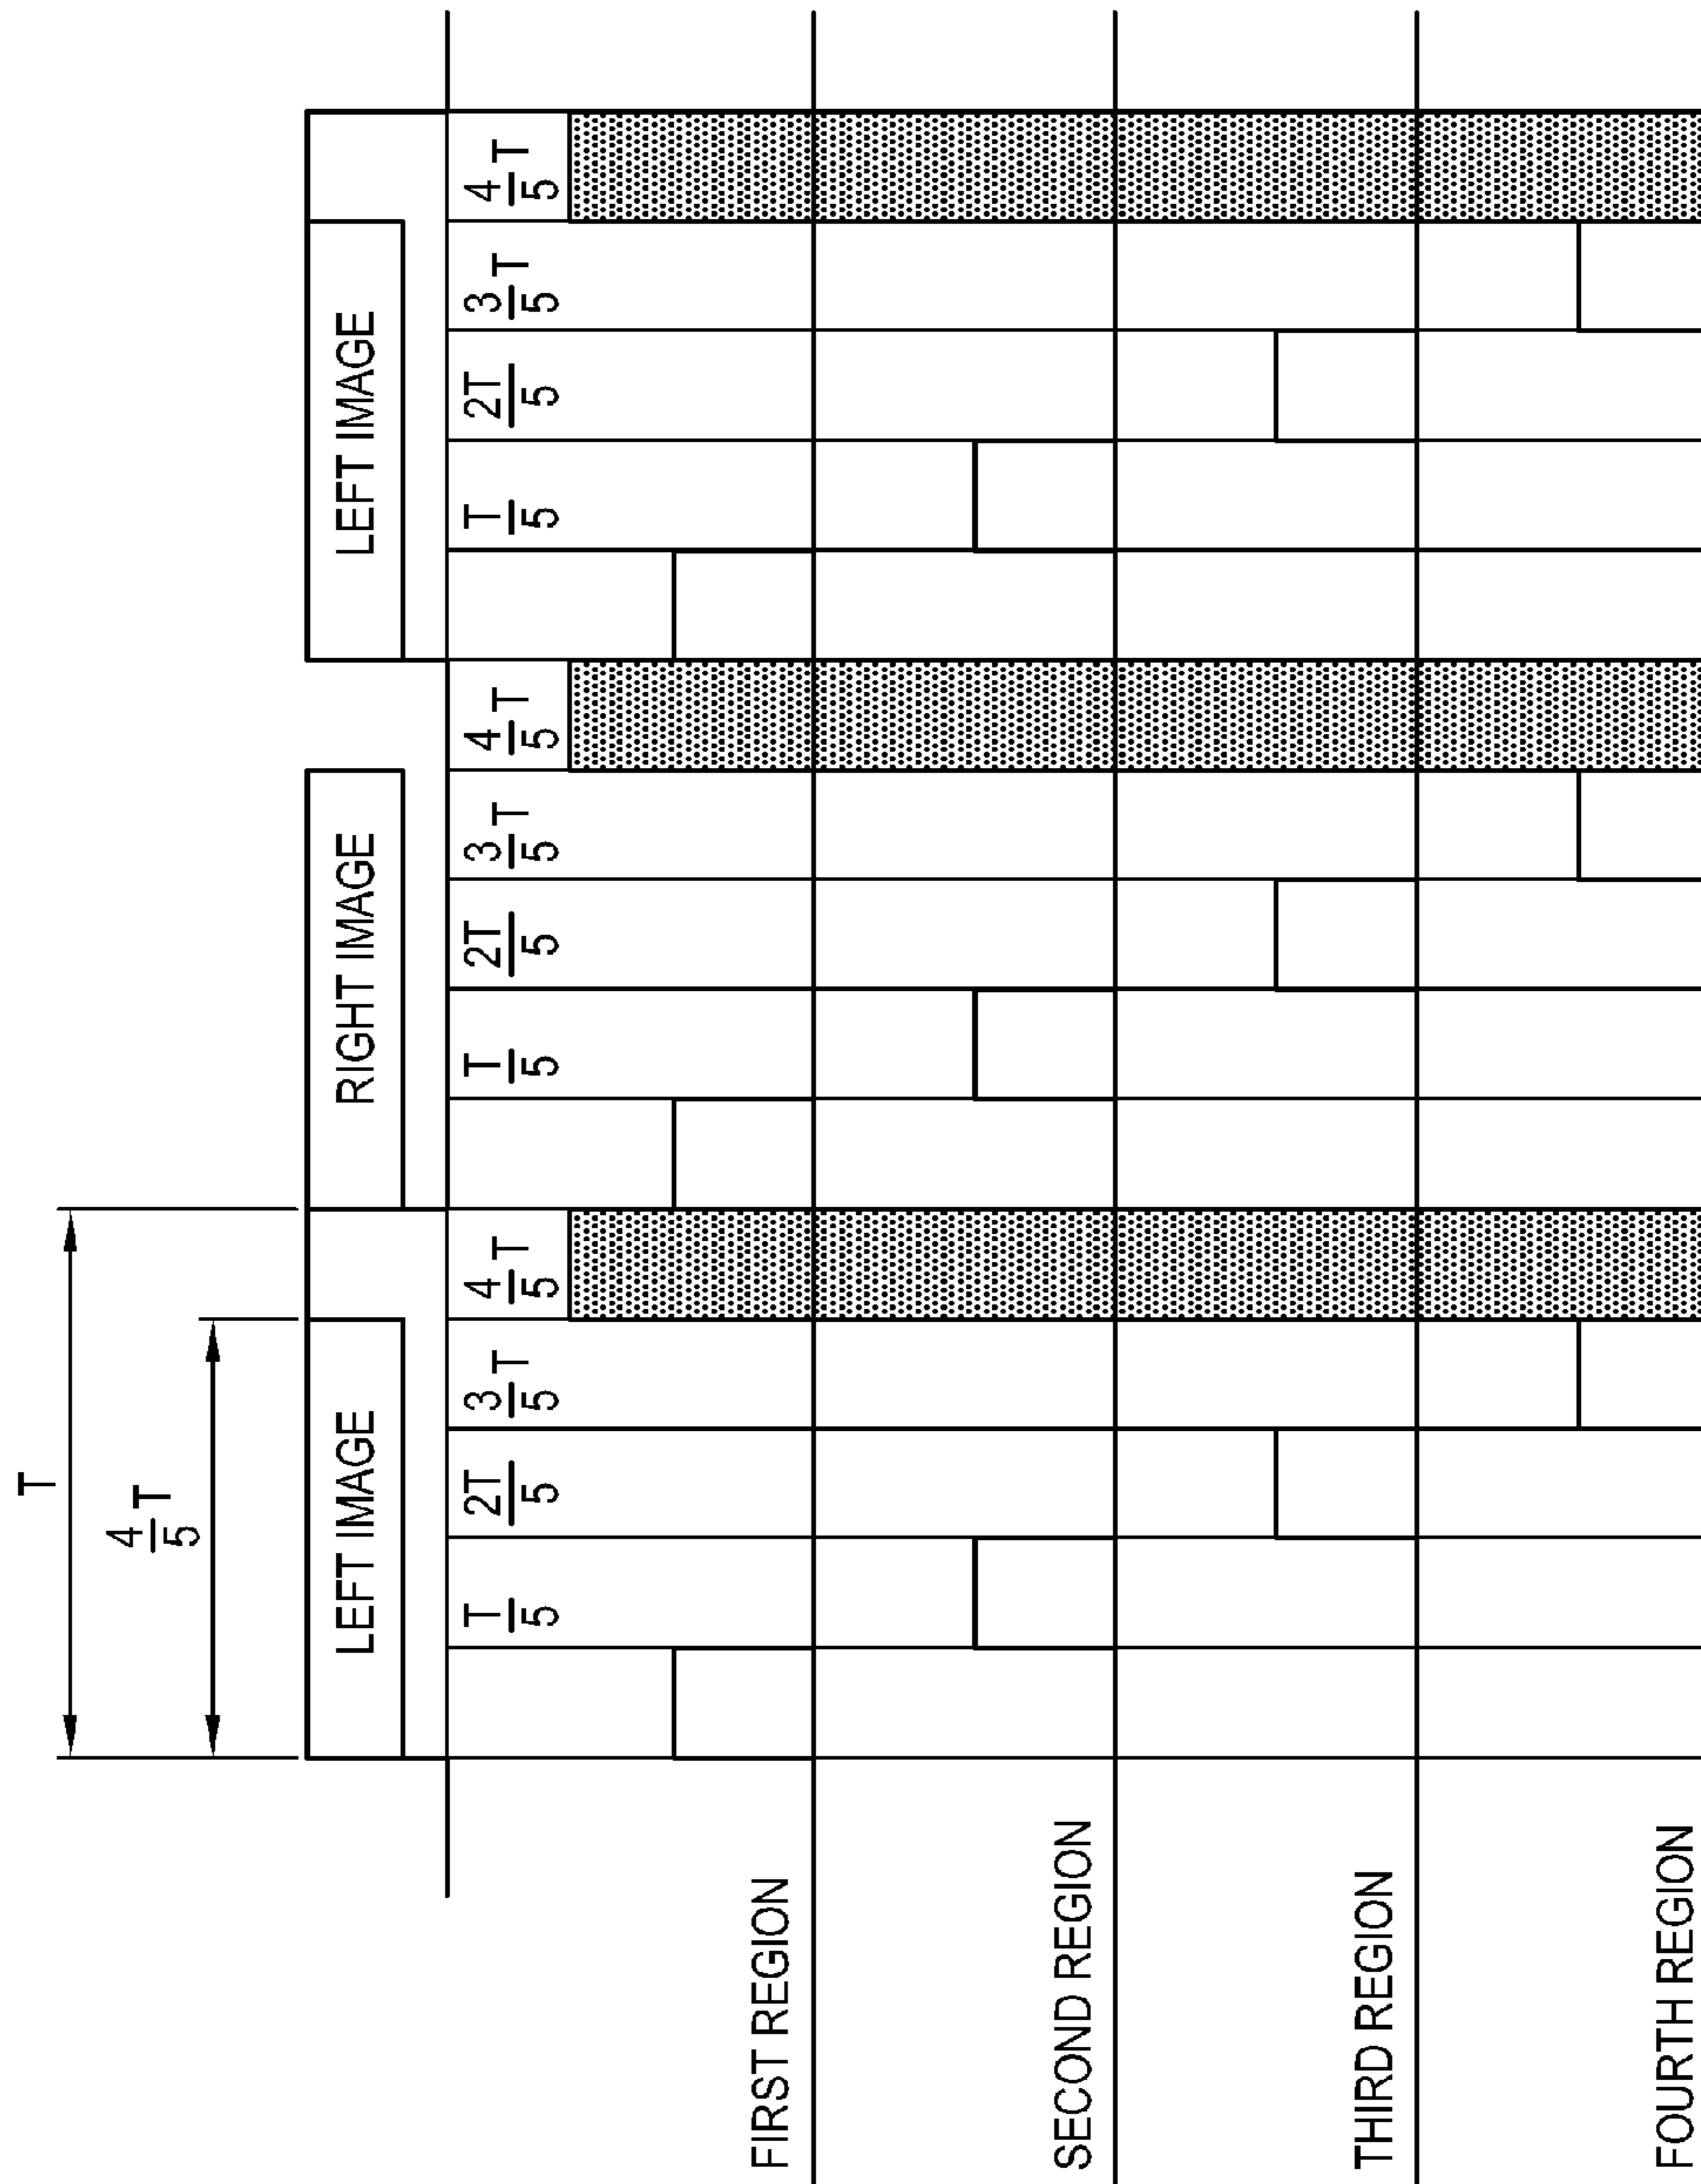 T
4/5 T
LEFT IMAGE
RIGHT IMAGE
LEFT IMAGE
T/5
2T/5
3/5 T
4/5 T
T/5
2T/5
3/5 T
4/5 T
T/5
2T/5
3/5 T
4/5 T
FIRST REGION
SECOND REGION
THIRD REGION
FOURTH REGION